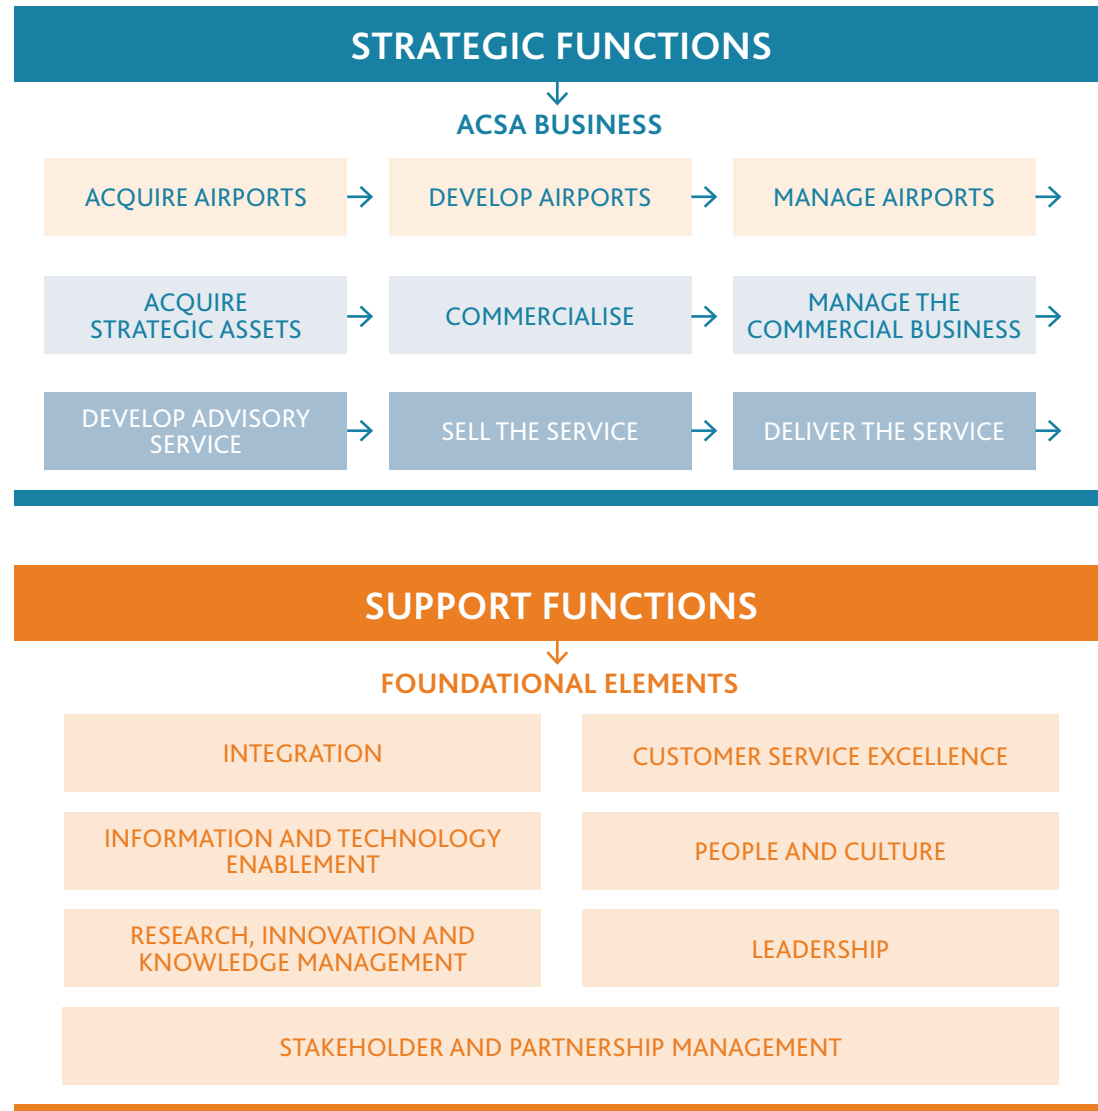 STRATEGIC FUNCTIONS
ACSA BUSINESS
ACQUIRE AIRPORTS
DEVELOP AIRPORTS
MANAGE AIRPORTS
ACQUIRE
STRATEGIC ASSETS
COMMERCIALISE
MANAGE THE
COMMERCIAL BUSINESS
DEVELOP ADVISORY
SERVICE
SELL THE SERVICE
DELIVER THE SERVICE
SUPPORT FUNCTIONS
FOUNDATIONAL ELEMENTS
INTEGRATION
CUSTOMER SERVICE EXCELLENCE
INFORMATION AND TECHNOLOGY
ENABLEMENT
PEOPLE AND CULTURE
RESEARCH, INNOVATION AND
KNOWLEDGE MANAGEMENT
LEADERSHIP
STAKEHOLDER AND PARTNERSHIP MANAGEMENT